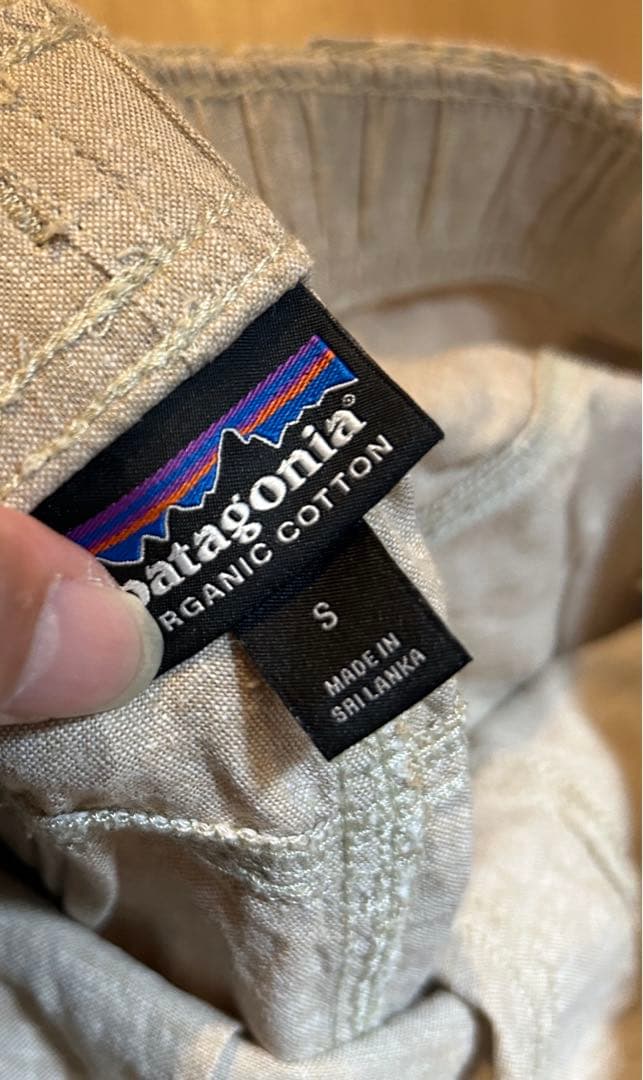 patagonia®
ORGANIC COTTON
S
MADE IN
SRI LANKA